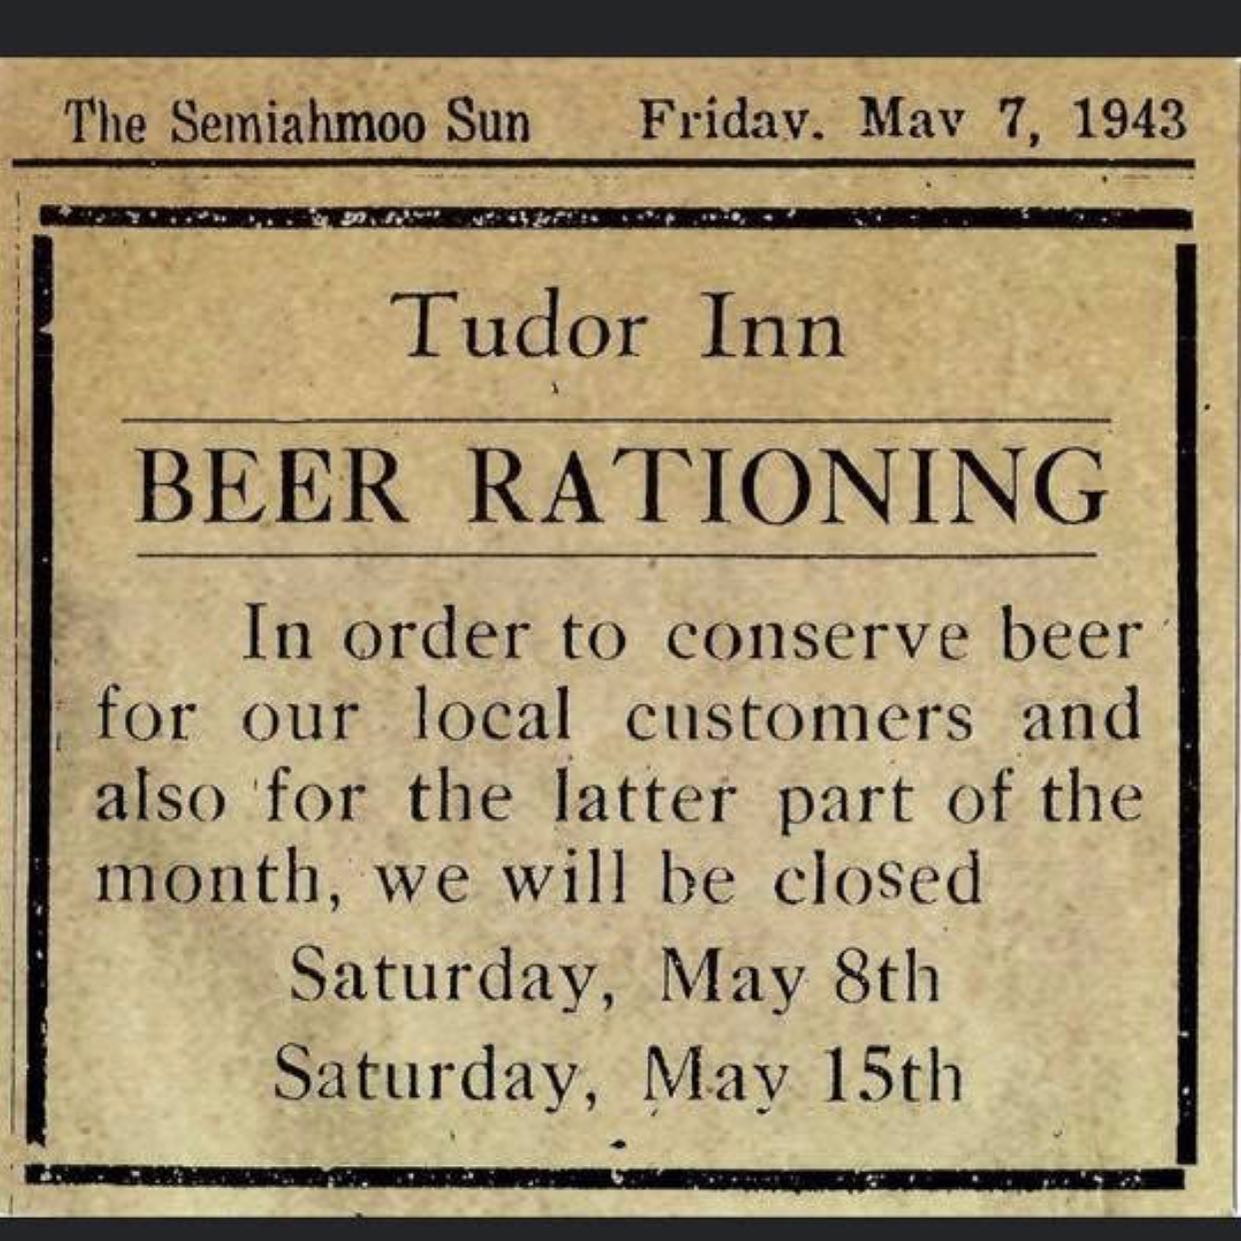 The Semiahmoo Sun Friday, May 7, 1943
Tudor Inn
BEER RATIONING
In order to conserve beer
for our local customers and
also for the latter part of the
month, we will be closed
Saturday, May 8th
Saturday, May 15th